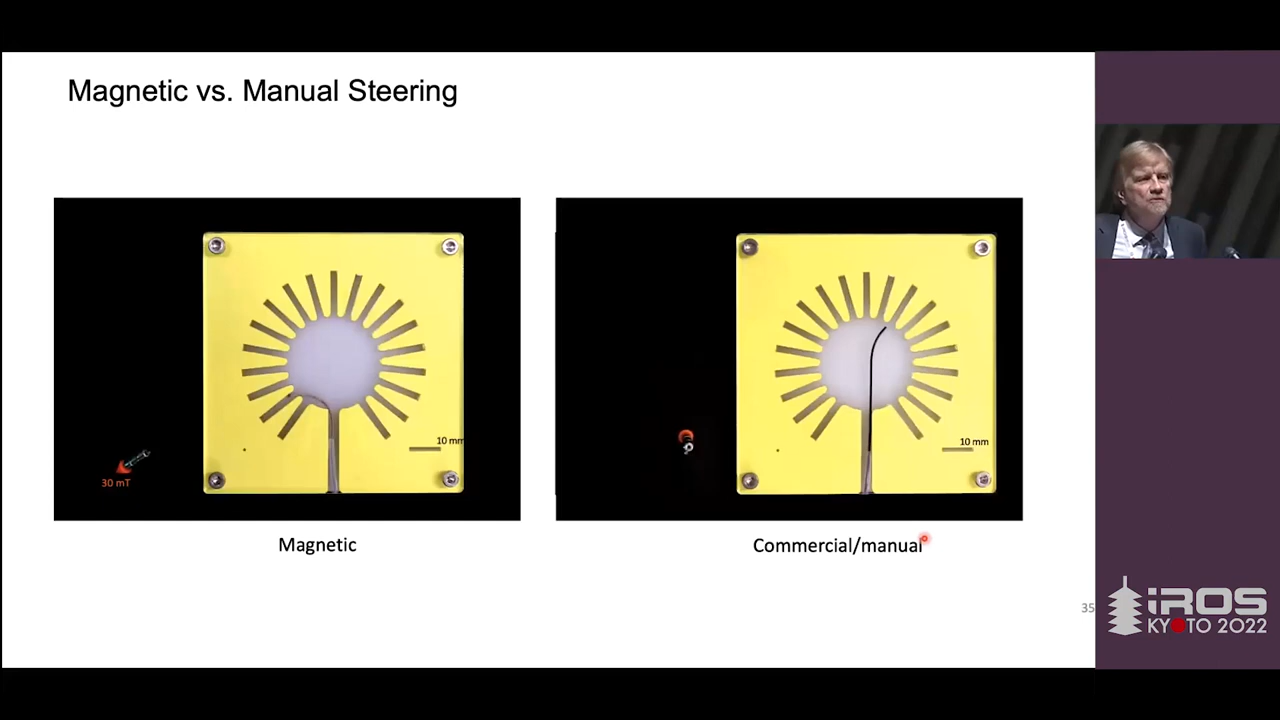 Magnetic vs. Manual Steering
10 mm
30 mT
10 mm
Magnetic
Commercial/manual
35
iROS
KYOTO 2022